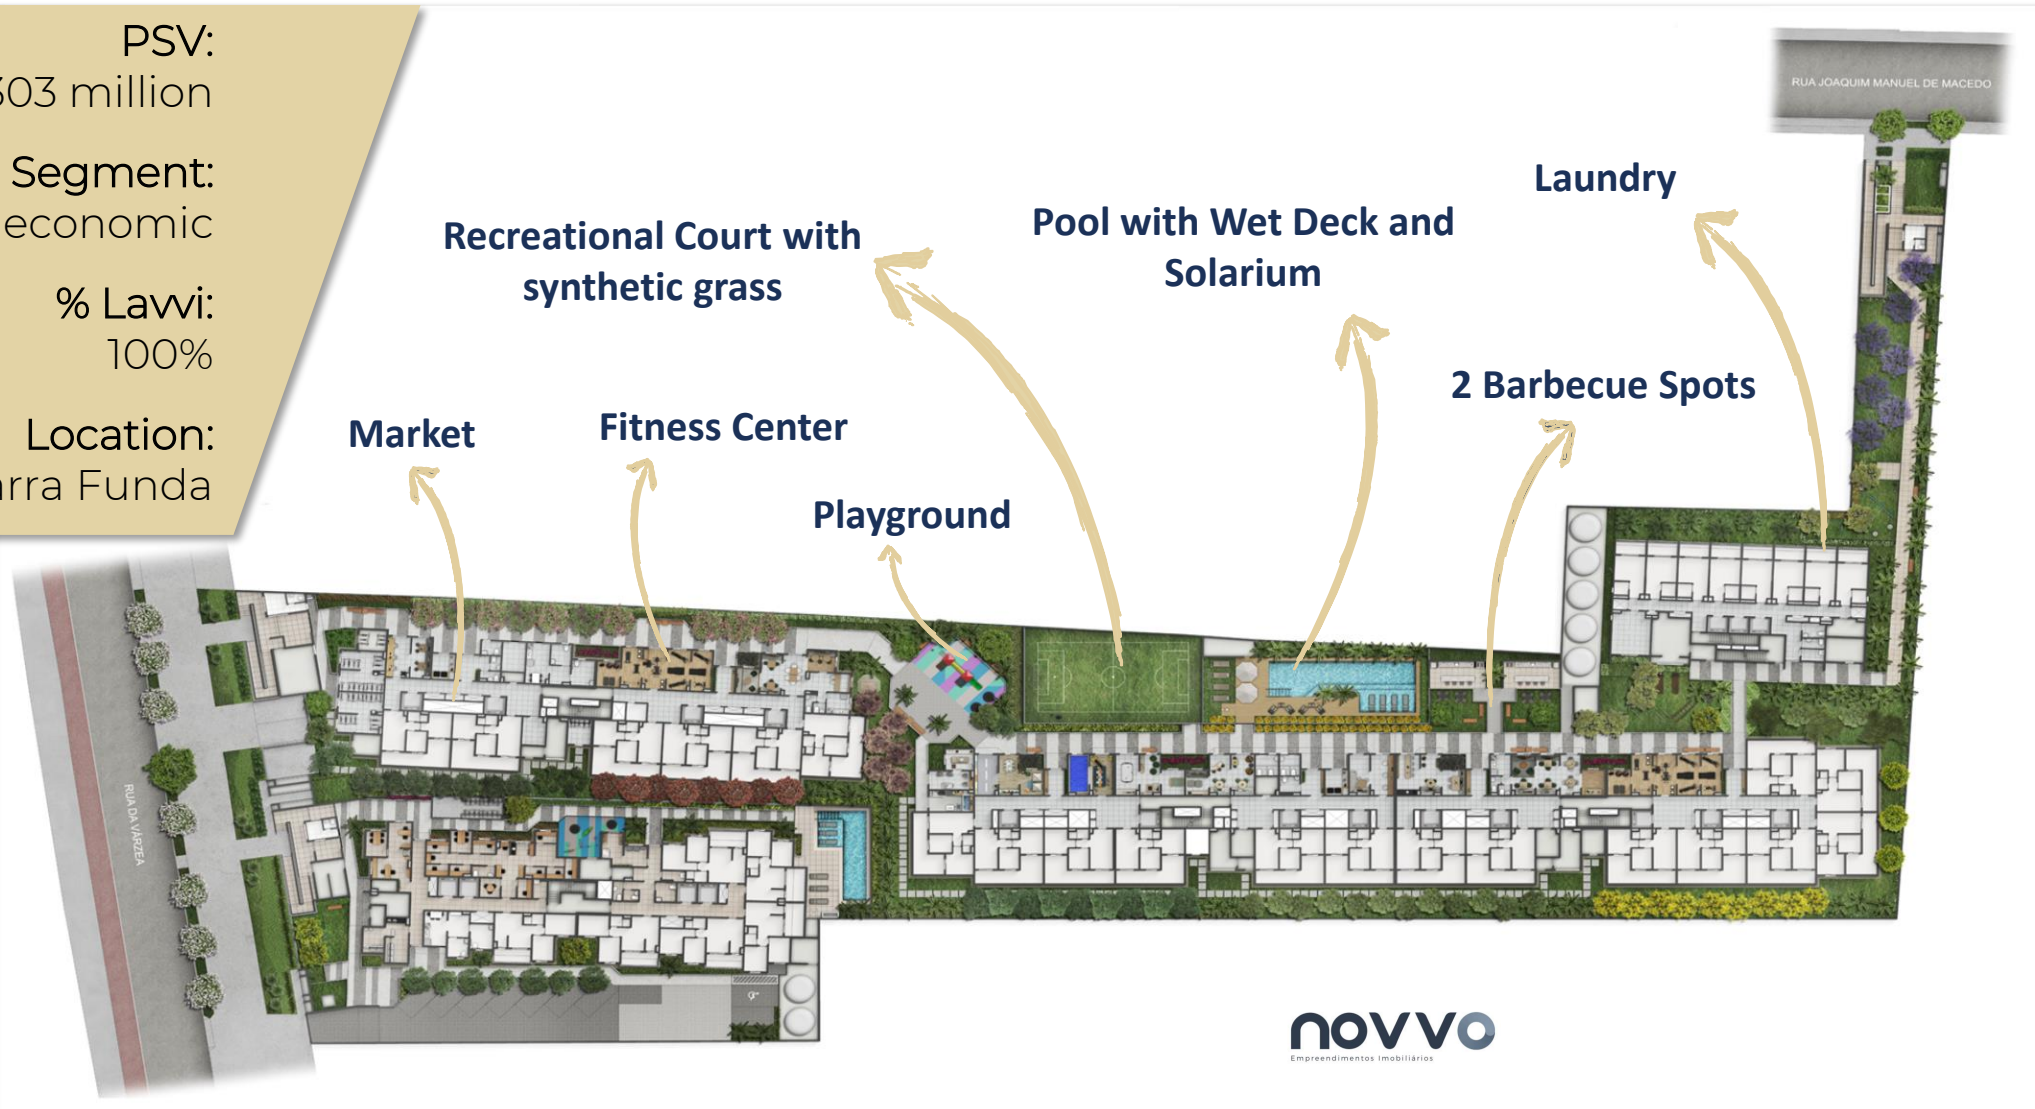 PSV:
303 million
Segment:
economic
% Lavvi:
100%
Location:
arra Funda
Recreational Court with
synthetic grass
Pool with Wet Deck and
Solarium
Laundry
2 Barbecue Spots
Market
Fitness Center
Playground
RUA JOAQUIM MANUEL DE MACEDO
RUA DA VÁRZEA
novvo
Empreendimentos Imobiliários